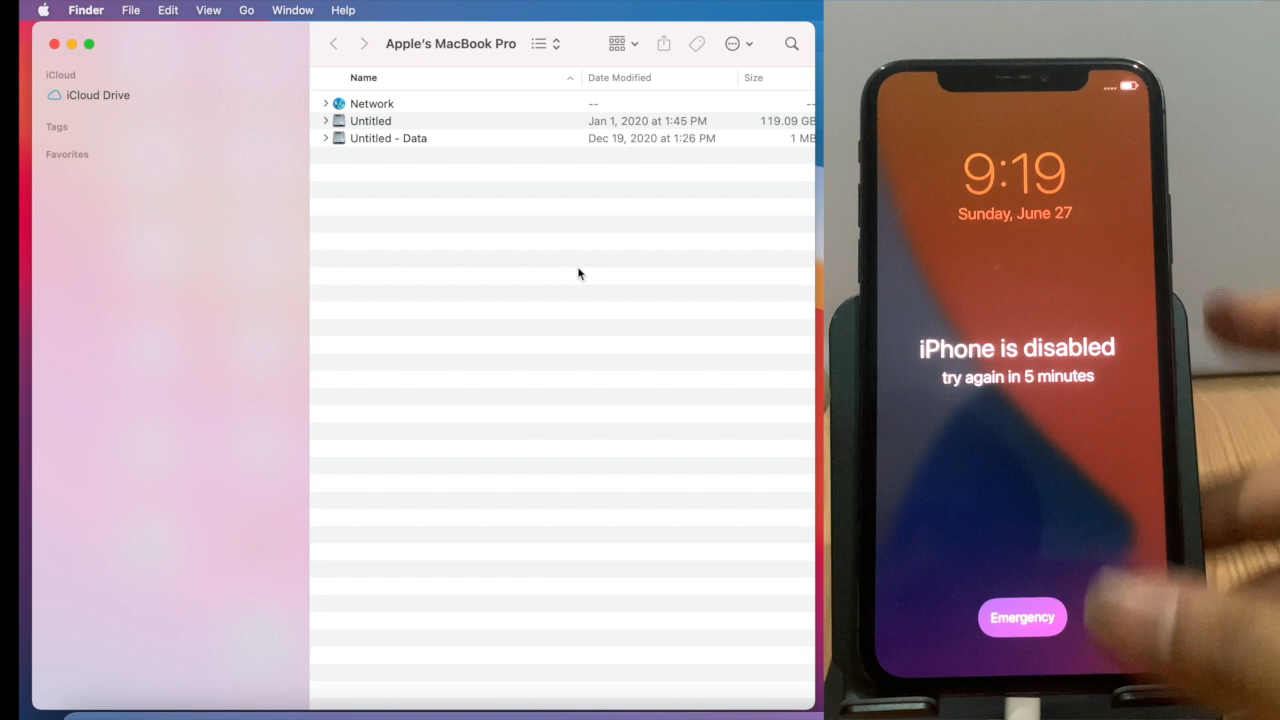 Finder File Edit View Go Window Help
Apple's MacBook Pro
iCloud
iCloud Drive
Tags
Favorites
Name Date Modified Size
Network -- --
Untitled Jan 1, 2020 at 1:45 PM 119.09 GB
Untitled - Data Dec 19, 2020 at 1:26 PM 1 MB
9:19
Sunday, June 27
iPhone is disabled
try again in 5 minutes
Emergency